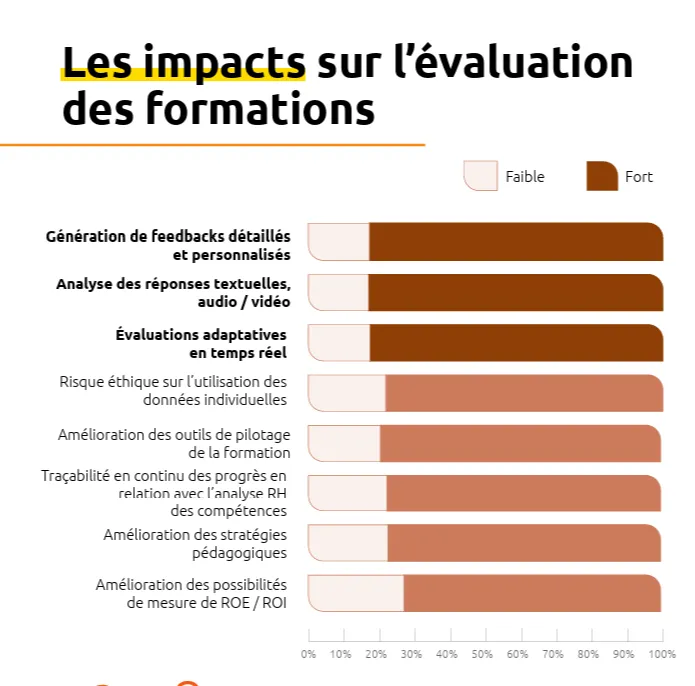 Les impacts sur l’évaluation
des formations
Faible
Fort
Génération de feedbacks détaillés
et personnalisés
Analyse des réponses textuelles,
audio / vidéo
Évaluations adaptatives
en temps réel
Risque éthique sur l’utilisation des
données individuelles
Amélioration des outils de pilotage
de la formation
Traçabilité en continu des progrès en
relation avec l’analyse RH
des compétences
Amélioration des stratégies
pédagogiques
Amélioration des possibilités
de mesure de ROE / ROI
0% 10% 20% 30% 40% 50% 60% 70% 80% 90% 100%